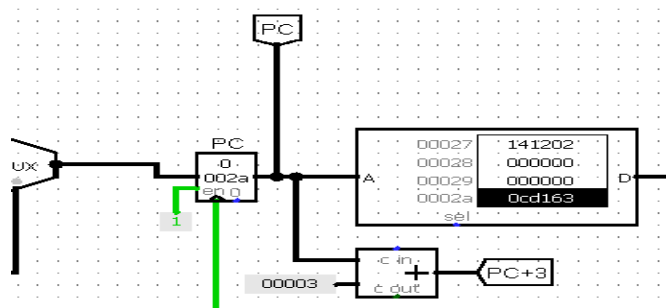 PC
PC
UX
0
002a
en 0
1
A
00027 141202
00028 000000
00029 000000
0002a 0cd163
D
sel
c in
+
c out
00003
PC+3